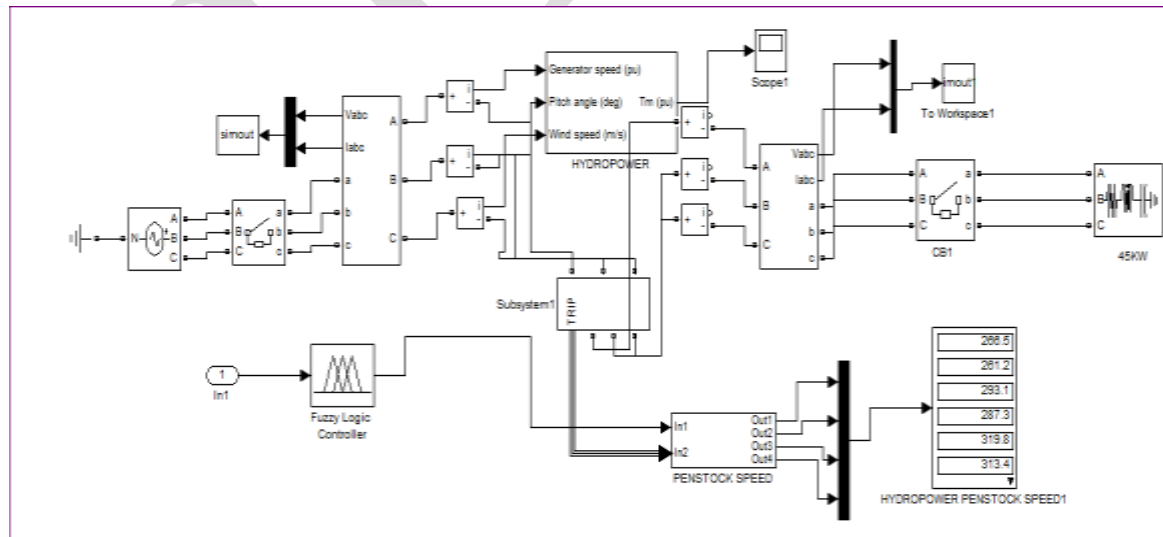 Generator speed (pu)
Pitch angle (deg)
Wind speed (m/s)
Tm (pu)
HYDROPOWER
Scope1
imout1
To Workspace1
simout
Vabc
Iabc
a
b
c
A
B
C
i
+
-
i
+
-
i
+
-
i
+
-
i
+
-
i
+
-
A
B
C
Vabc
Iabc
a
b
c
A
B
C
a
b
c
CB1
A
B
C
45KW
N
A
B
C
A
B
C
a
b
c
Subsystem1
TRIP
1
In1
Fuzzy Logic
Controller
In1
In2
Out1
Out2
Out3
Out4
PENSTOCK SPEED
266.5
261.2
293.1
287.3
319.8
313.4
HYDROPOWER PENSTOCK SPEED1